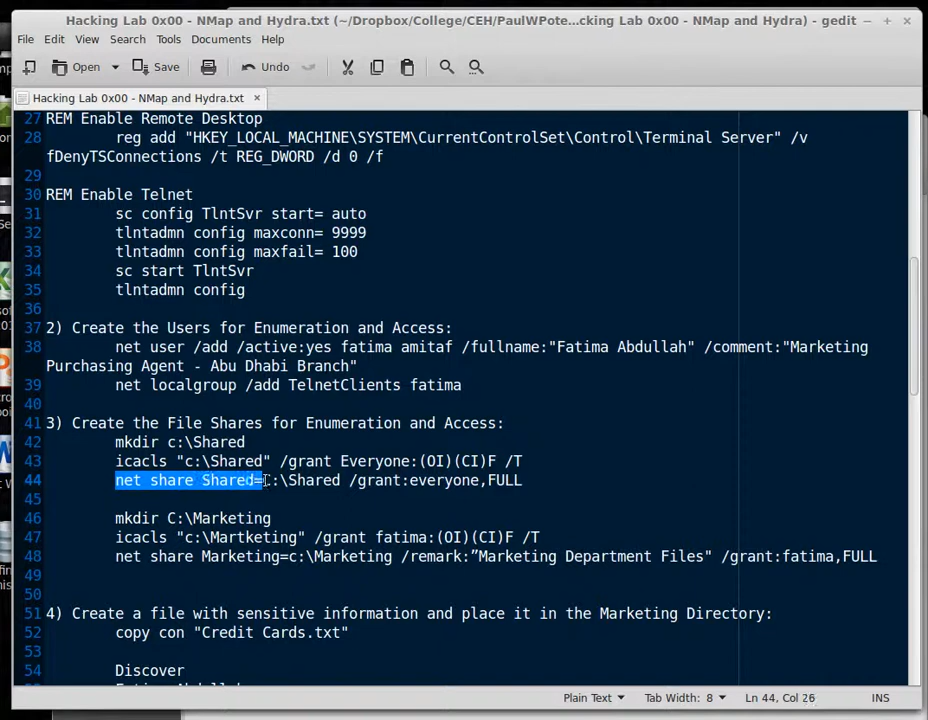 Hacking Lab 0x00 - NMap and Hydra.txt (~/Dropbox/College/CEH/PaulWPote...cking Lab 0x00 - NMap and Hydra) - gedit
File Edit View Search Tools Documents Help
Open Save Undo
Hacking Lab 0x00 - NMap and Hydra.txt ×
27 REM Enable Remote Desktop
28 reg add "HKEY_LOCAL_MACHINE\SYSTEM\CurrentControlSet\Control\Terminal Server" /v
fDenyTSConnections /t REG_DWORD /d 0 /f
29
30 REM Enable Telnet
31 sc config TlntSvr start= auto
32 tlntadmn config maxconn= 9999
33 tlntadmn config maxfail= 100
34 sc start TlntSvr
35 tlntadmn config
36
37 2) Create the Users for Enumeration and Access:
38 net user /add /active:yes fatima amitaf /fullname:"Fatima Abdullah" /comment:"Marketing
Purchasing Agent - Abu Dhabi Branch"
39 net localgroup /add TelnetClients fatima
40
41 3) Create the File Shares for Enumeration and Access:
42 mkdir c:\Shared
43 icacls "c:\Shared" /grant Everyone:(OI)(CI)F /T
44 net share Shared=C:\Shared /grant:everyone,FULL
45
46 mkdir C:\Marketing
47 icacls "c:\Martketing" /grant fatima:(OI)(CI)F /T
48 net share Marketing=c:\Marketing /remark:”Marketing Department Files" /grant:fatima,FULL
49
50
51 4) Create a file with sensitive information and place it in the Marketing Directory:
52 copy con "Credit Cards.txt"
53
54 Discover
Plain Text Tab Width: 8 Ln 44, Col 26 INS